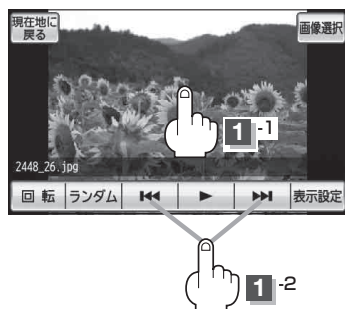 現在地に
戻る
画像選択
1 -1
2448_26.jpg
回 転 ランダム ⏮ ► ⏭ 表示設定
1 -2